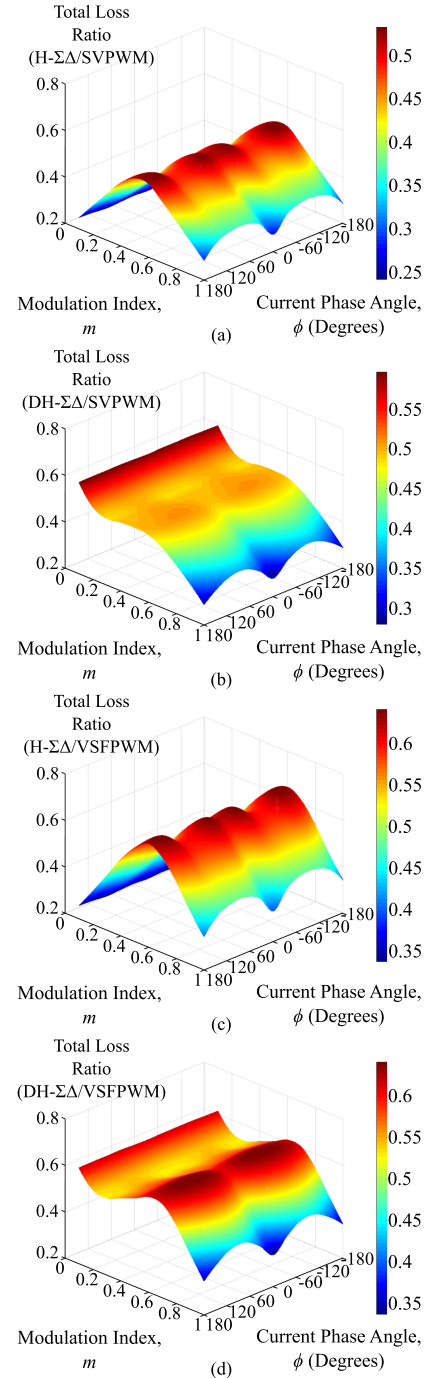 Total Loss
Ratio
(H-ΣΔ/SVPWM)
0.8
0.6
0.4
0.2
0
0.2
0.4
0.6
0.8
1
180
120
60
0
-60
-120
-180
0.5
0.45
0.4
0.35
0.3
0.25
Modulation Index,
m
Current Phase Angle,
ϕ (Degrees)
(a)
Total Loss
Ratio
(DH-ΣΔ/SVPWM)
0.8
0.6
0.4
0.2
0
0.2
0.4
0.6
0.8
1
180
120
60
0
-60
-120
-180
0.55
0.5
0.45
0.4
0.35
0.3
Modulation Index,
m
Current Phase Angle,
ϕ (Degrees)
(b)
Total Loss
Ratio
(H-ΣΔ/VSFPWM)
0.8
0.6
0.4
0.2
0
0.2
0.4
0.6
0.8
1
180
120
60
0
-60
-120
-180
0.6
0.55
0.5
0.45
0.4
0.35
Modulation Index,
m
Current Phase Angle,
ϕ (Degrees)
(c)
Total Loss
Ratio
(DH-ΣΔ/VSFPWM)
0.8
0.6
0.4
0.2
0
0.2
0.4
0.6
0.8
1
180
120
60
0
-60
-120
-180
0.6
0.55
0.5
0.45
0.4
0.35
Modulation Index,
m
Current Phase Angle,
ϕ (Degrees)
(d)